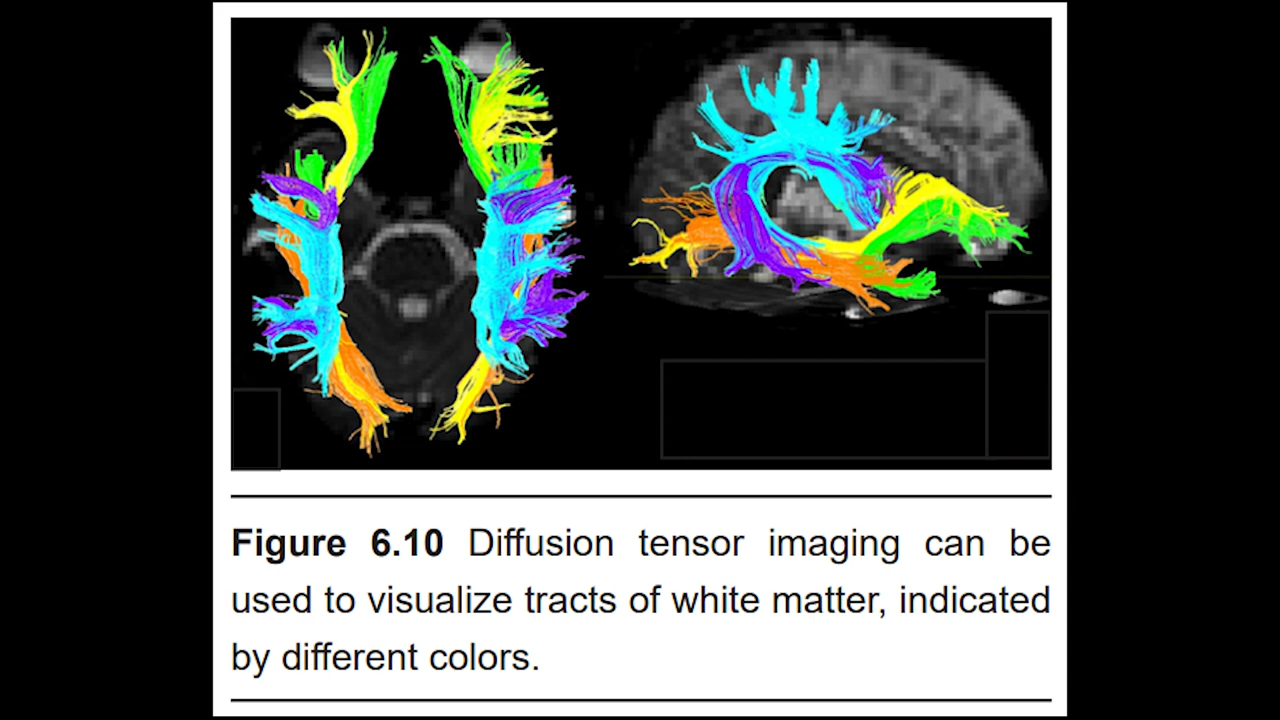 Figure 6.10 Diffusion tensor imaging can be
used to visualize tracts of white matter, indicated
by different colors.